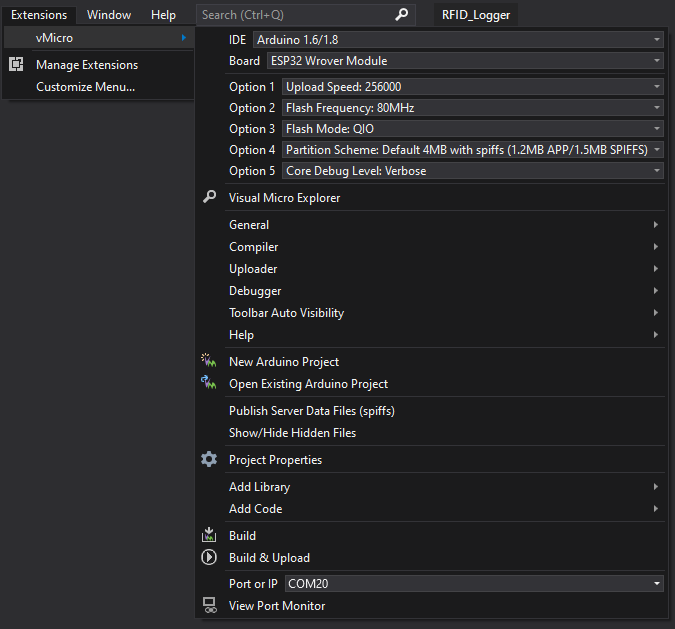 Extensions Window Help Search (Ctrl+Q) RFID_Logger
vMicro
Manage Extensions
Customize Menu...
IDE Arduino 1.6/1.8
Board ESP32 Wrover Module
Option 1 Upload Speed: 256000
Option 2 Flash Frequency: 80MHz
Option 3 Flash Mode: QIO
Option 4 Partition Scheme: Default 4MB with spiffs (1.2MB APP/1.5MB SPIFFS)
Option 5 Core Debug Level: Verbose
Visual Micro Explorer
General
Compiler
Uploader
Debugger
Toolbar Auto Visibility
Help
New Arduino Project
Open Existing Arduino Project
Publish Server Data Files (spiffs)
Show/Hide Hidden Files
Project Properties
Add Library
Add Code
Build
Build & Upload
Port or IP COM20
View Port Monitor